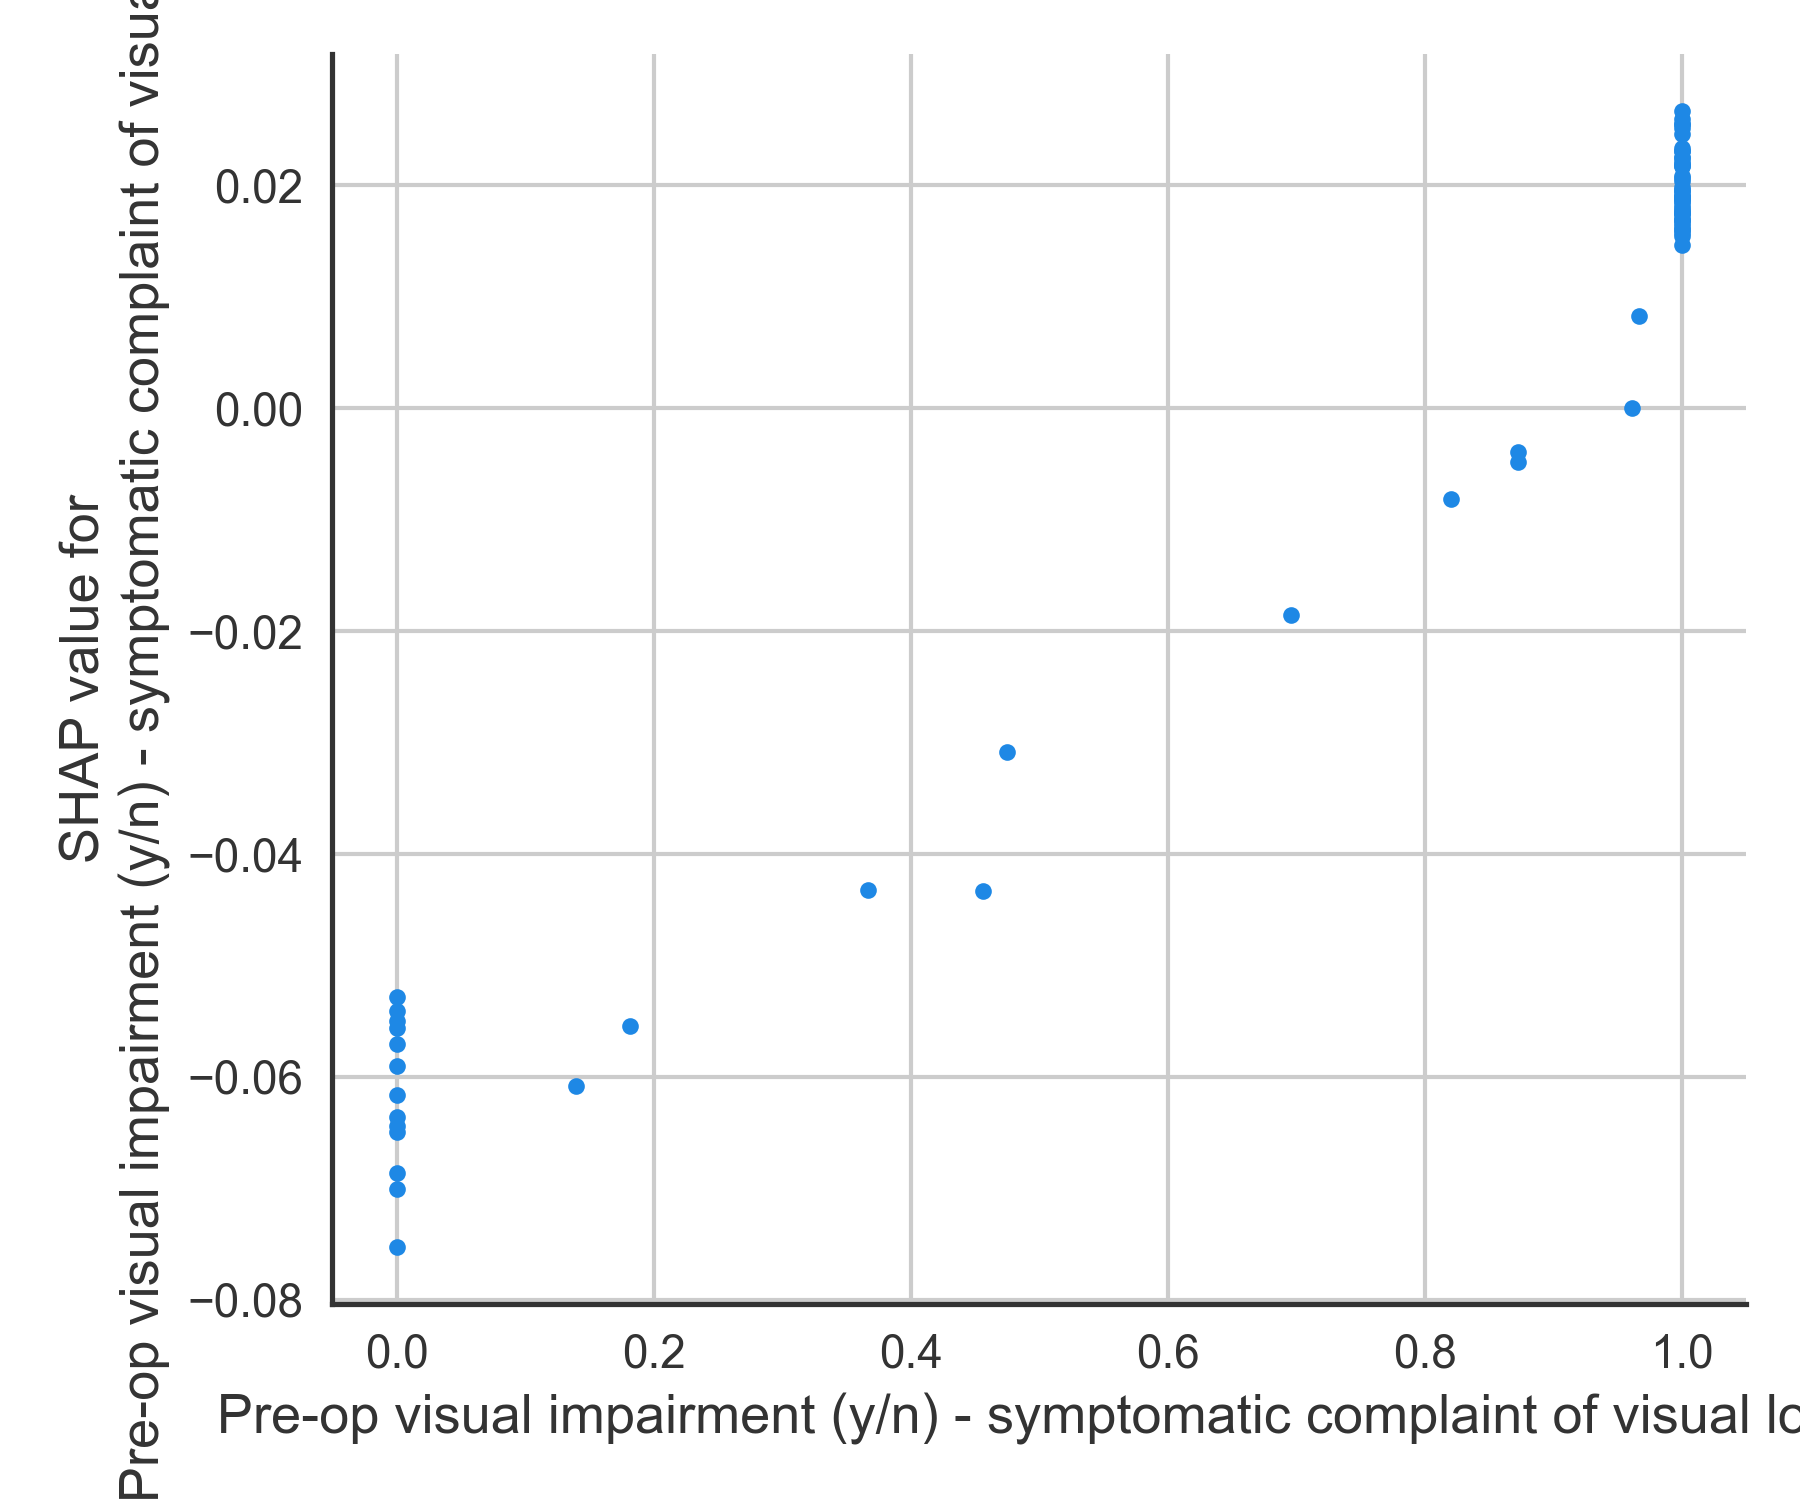 SHAP value for
Pre-op visual impairment (y/n) - symptomatic complaint of
0.02
0.00
−0.02
−0.04
−0.06
−0.08
0.0 0.2 0.4 0.6 0.8 1.0
Pre-op visual impairment (y/n) - symptomatic complaint of visual